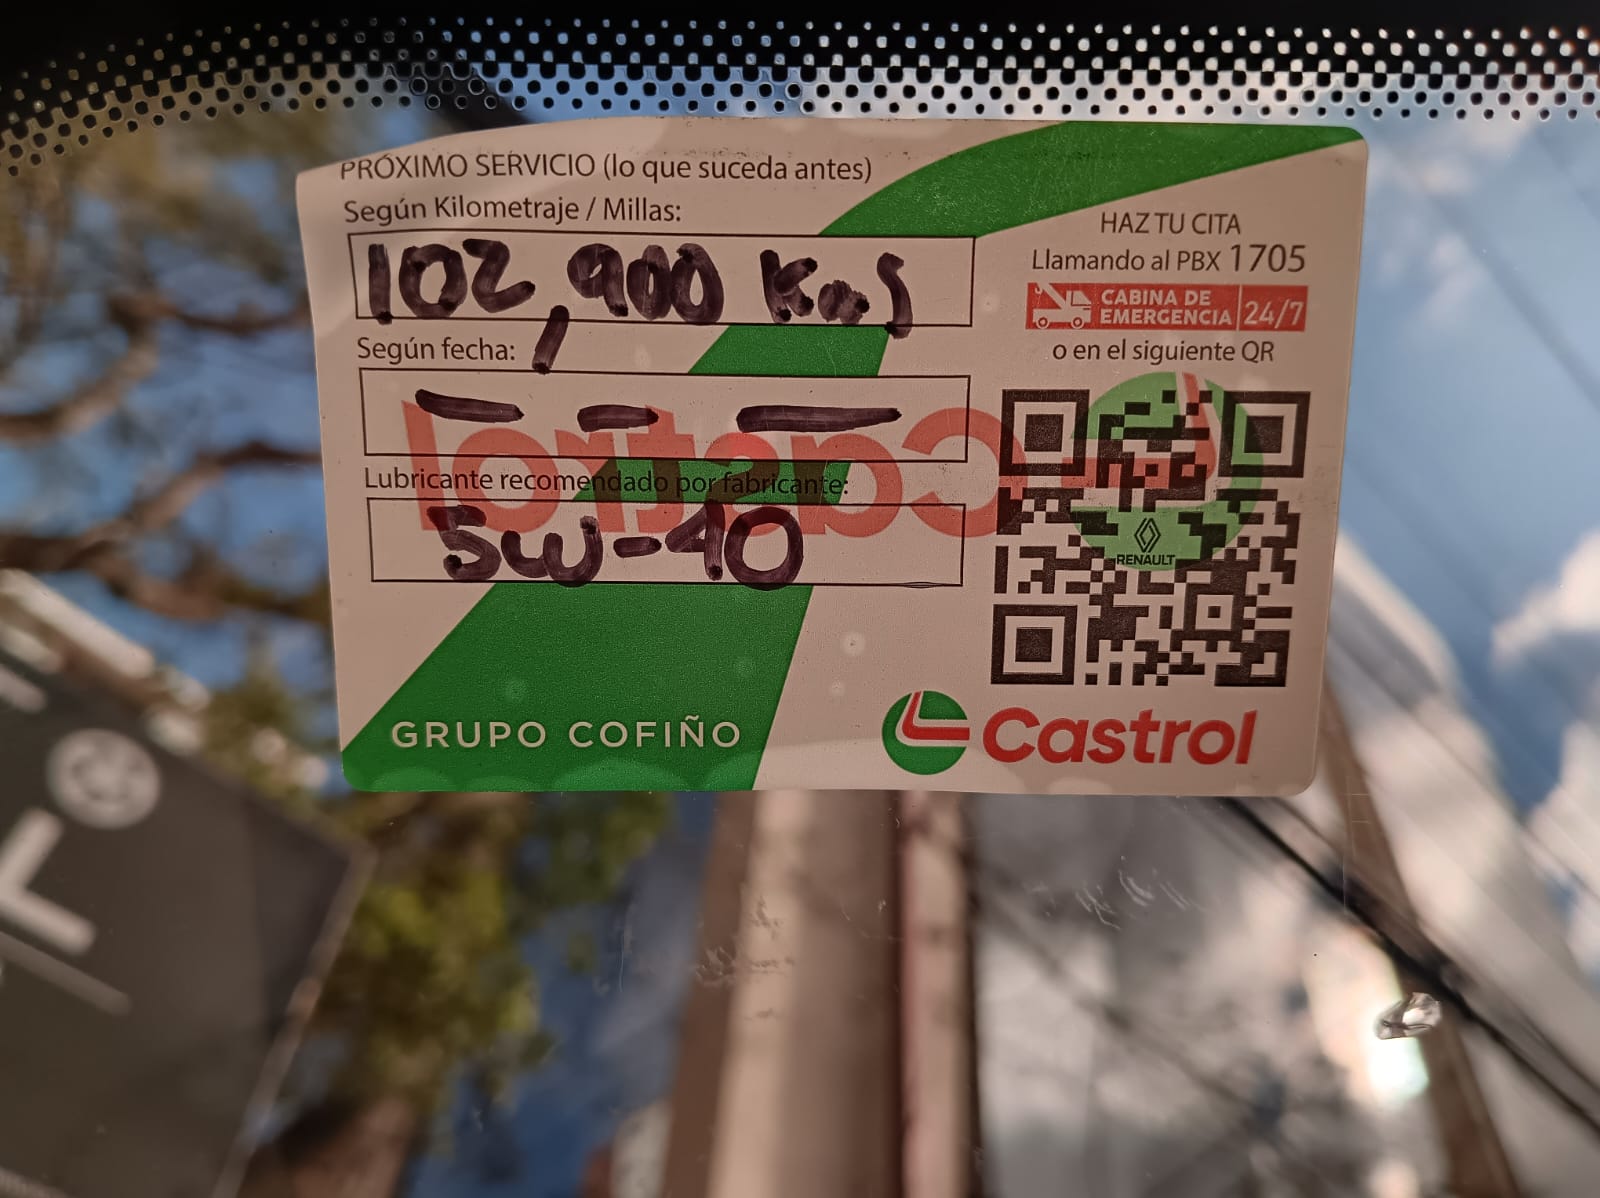 PRÓXIMO SERVICIO (lo que suceda antes)
Según Kilometraje / Millas:
102,900 Kms
Según fecha:
— — —
Lubricante recomendado por fabricante:
5W-40
GRUPO COFIÑO
HAZ TU CITA
Llamando al PBX 1705
CABINA DE
EMERGENCIA 24/7
o en el siguiente QR
RENAULT
Castrol
Castrol